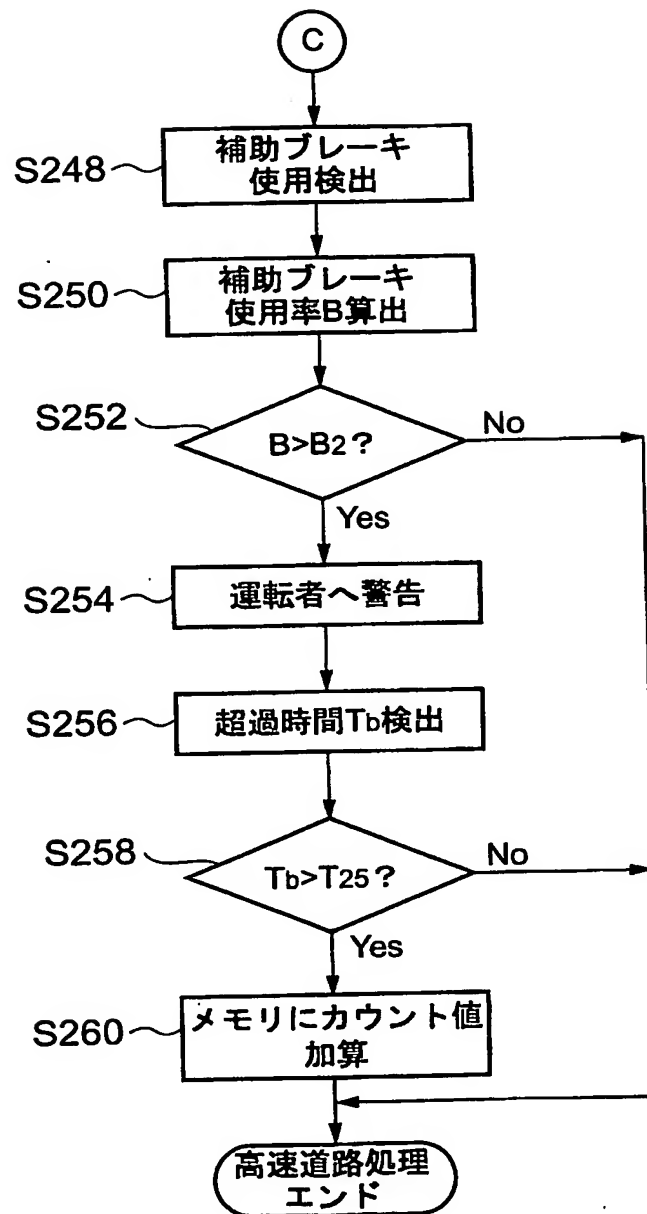 C
S248
補助ブレーキ
使用検出
S250
補助ブレーキ
使用率B算出
S252
B>B2?
No
Yes
S254
運転者へ警告
S256
超過時間Tb検出
S258
Tb>T25?
No
Yes
S260
メモリにカウント値
加算
高速道路処理
エンド